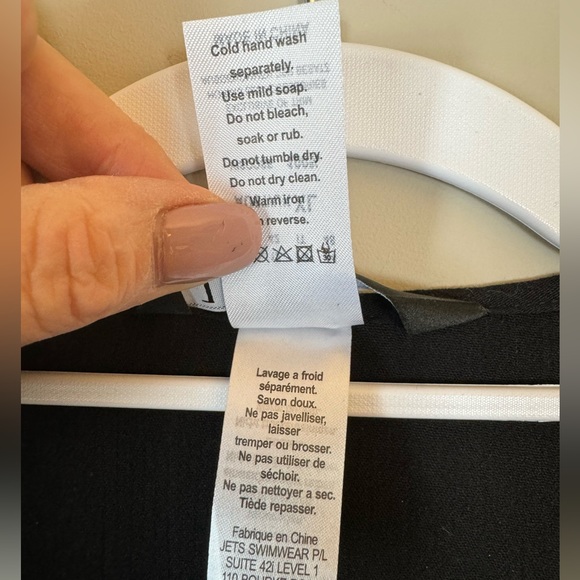 Cold hand wash
separately.
Use mild soap.
Do not bleach,
soak or rub.
Do not tumble dry.
Do not dry clean.
Warm iron
reverse.
Lavage a froid
séparément.
Savon doux.
Ne pas javelliser,
laisser
tremper ou brosser.
Ne pas utiliser de
séchoir.
Ne pas nettoyer a sec.
Tiède repasser.
Fabrique en Chine
JETS SWIMWEAR P/L
SUITE 42i LEVEL 1